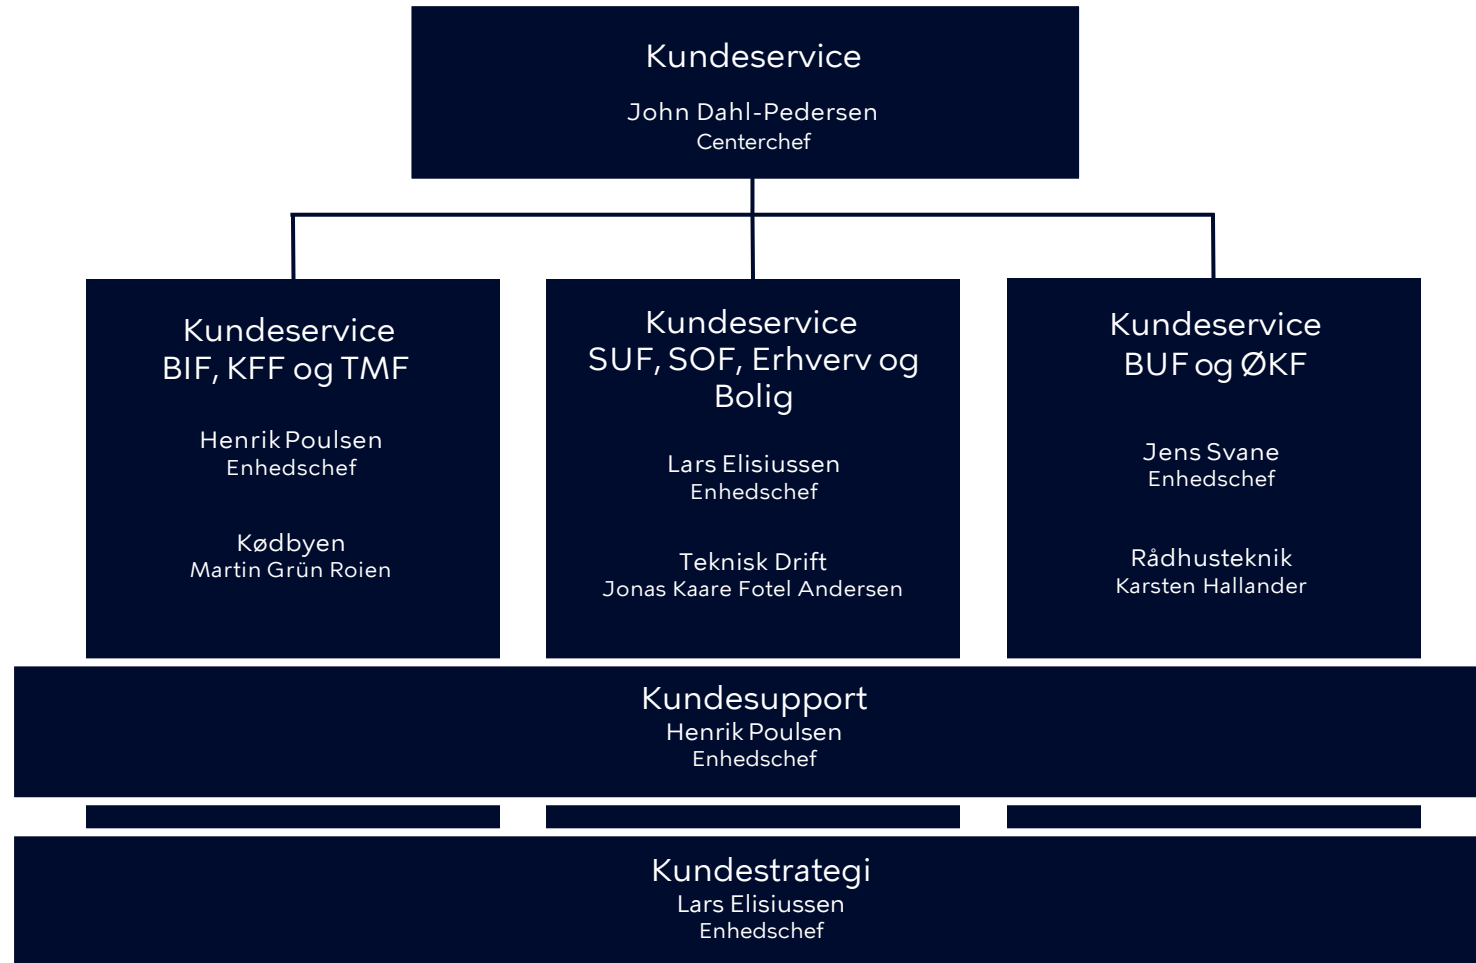 Kundeservice
John Dahl-Pedersen
Centerchef
Kundeservice
BIF, KFF og TMF
Henrik Poulsen
Enhedschef
Kødbyen
Martin Grün Roien
Kundeservice
SUF, SOF, Erhverv og
Bolig
Lars Elisiussen
Enhedschef
Teknisk Drift
Jonas Kaare Fotel Andersen
Kundeservice
BUF og ØKF
Jens Svane
Enhedschef
Rådhusteknik
Karsten Hallander
Kundesupport
Henrik Poulsen
Enhedschef
Kundestrategi
Lars Elisiussen
Enhedschef